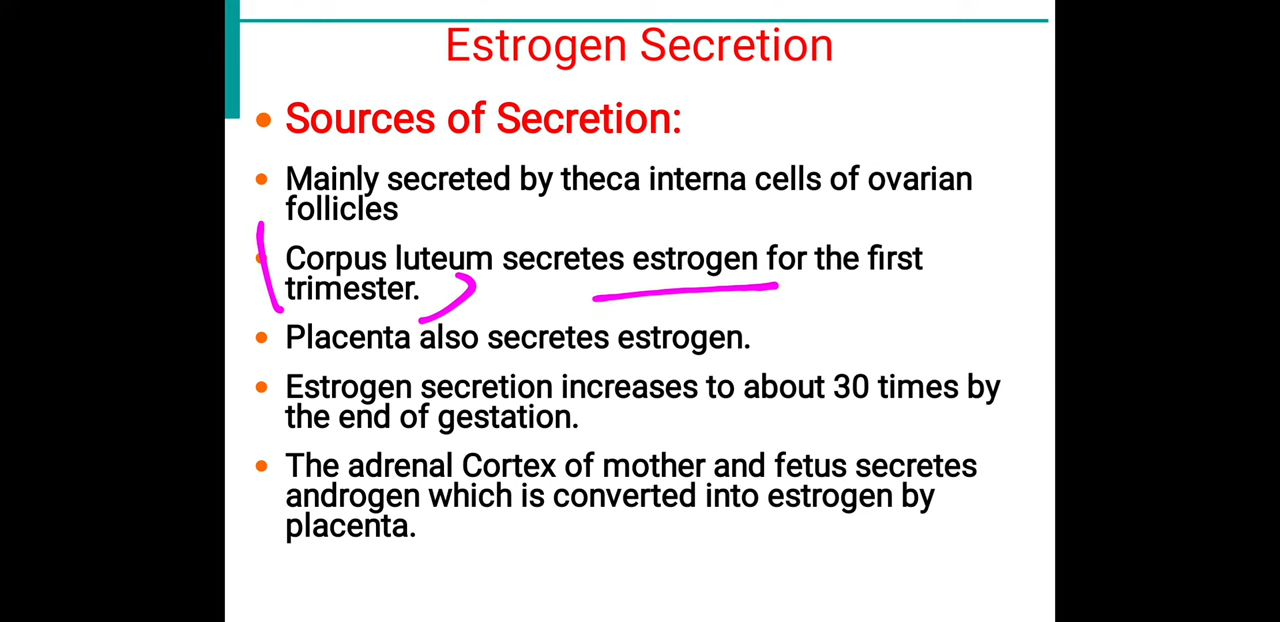 Estrogen Secretion
Sources of Secretion:
Mainly secreted by theca interna cells of ovarian
follicles
Corpus luteum secretes estrogen for the first
trimester.
Placenta also secretes estrogen.
Estrogen secretion increases to about 30 times by
the end of gestation.
The adrenal Cortex of mother and fetus secretes
androgen which is converted into estrogen by
placenta.